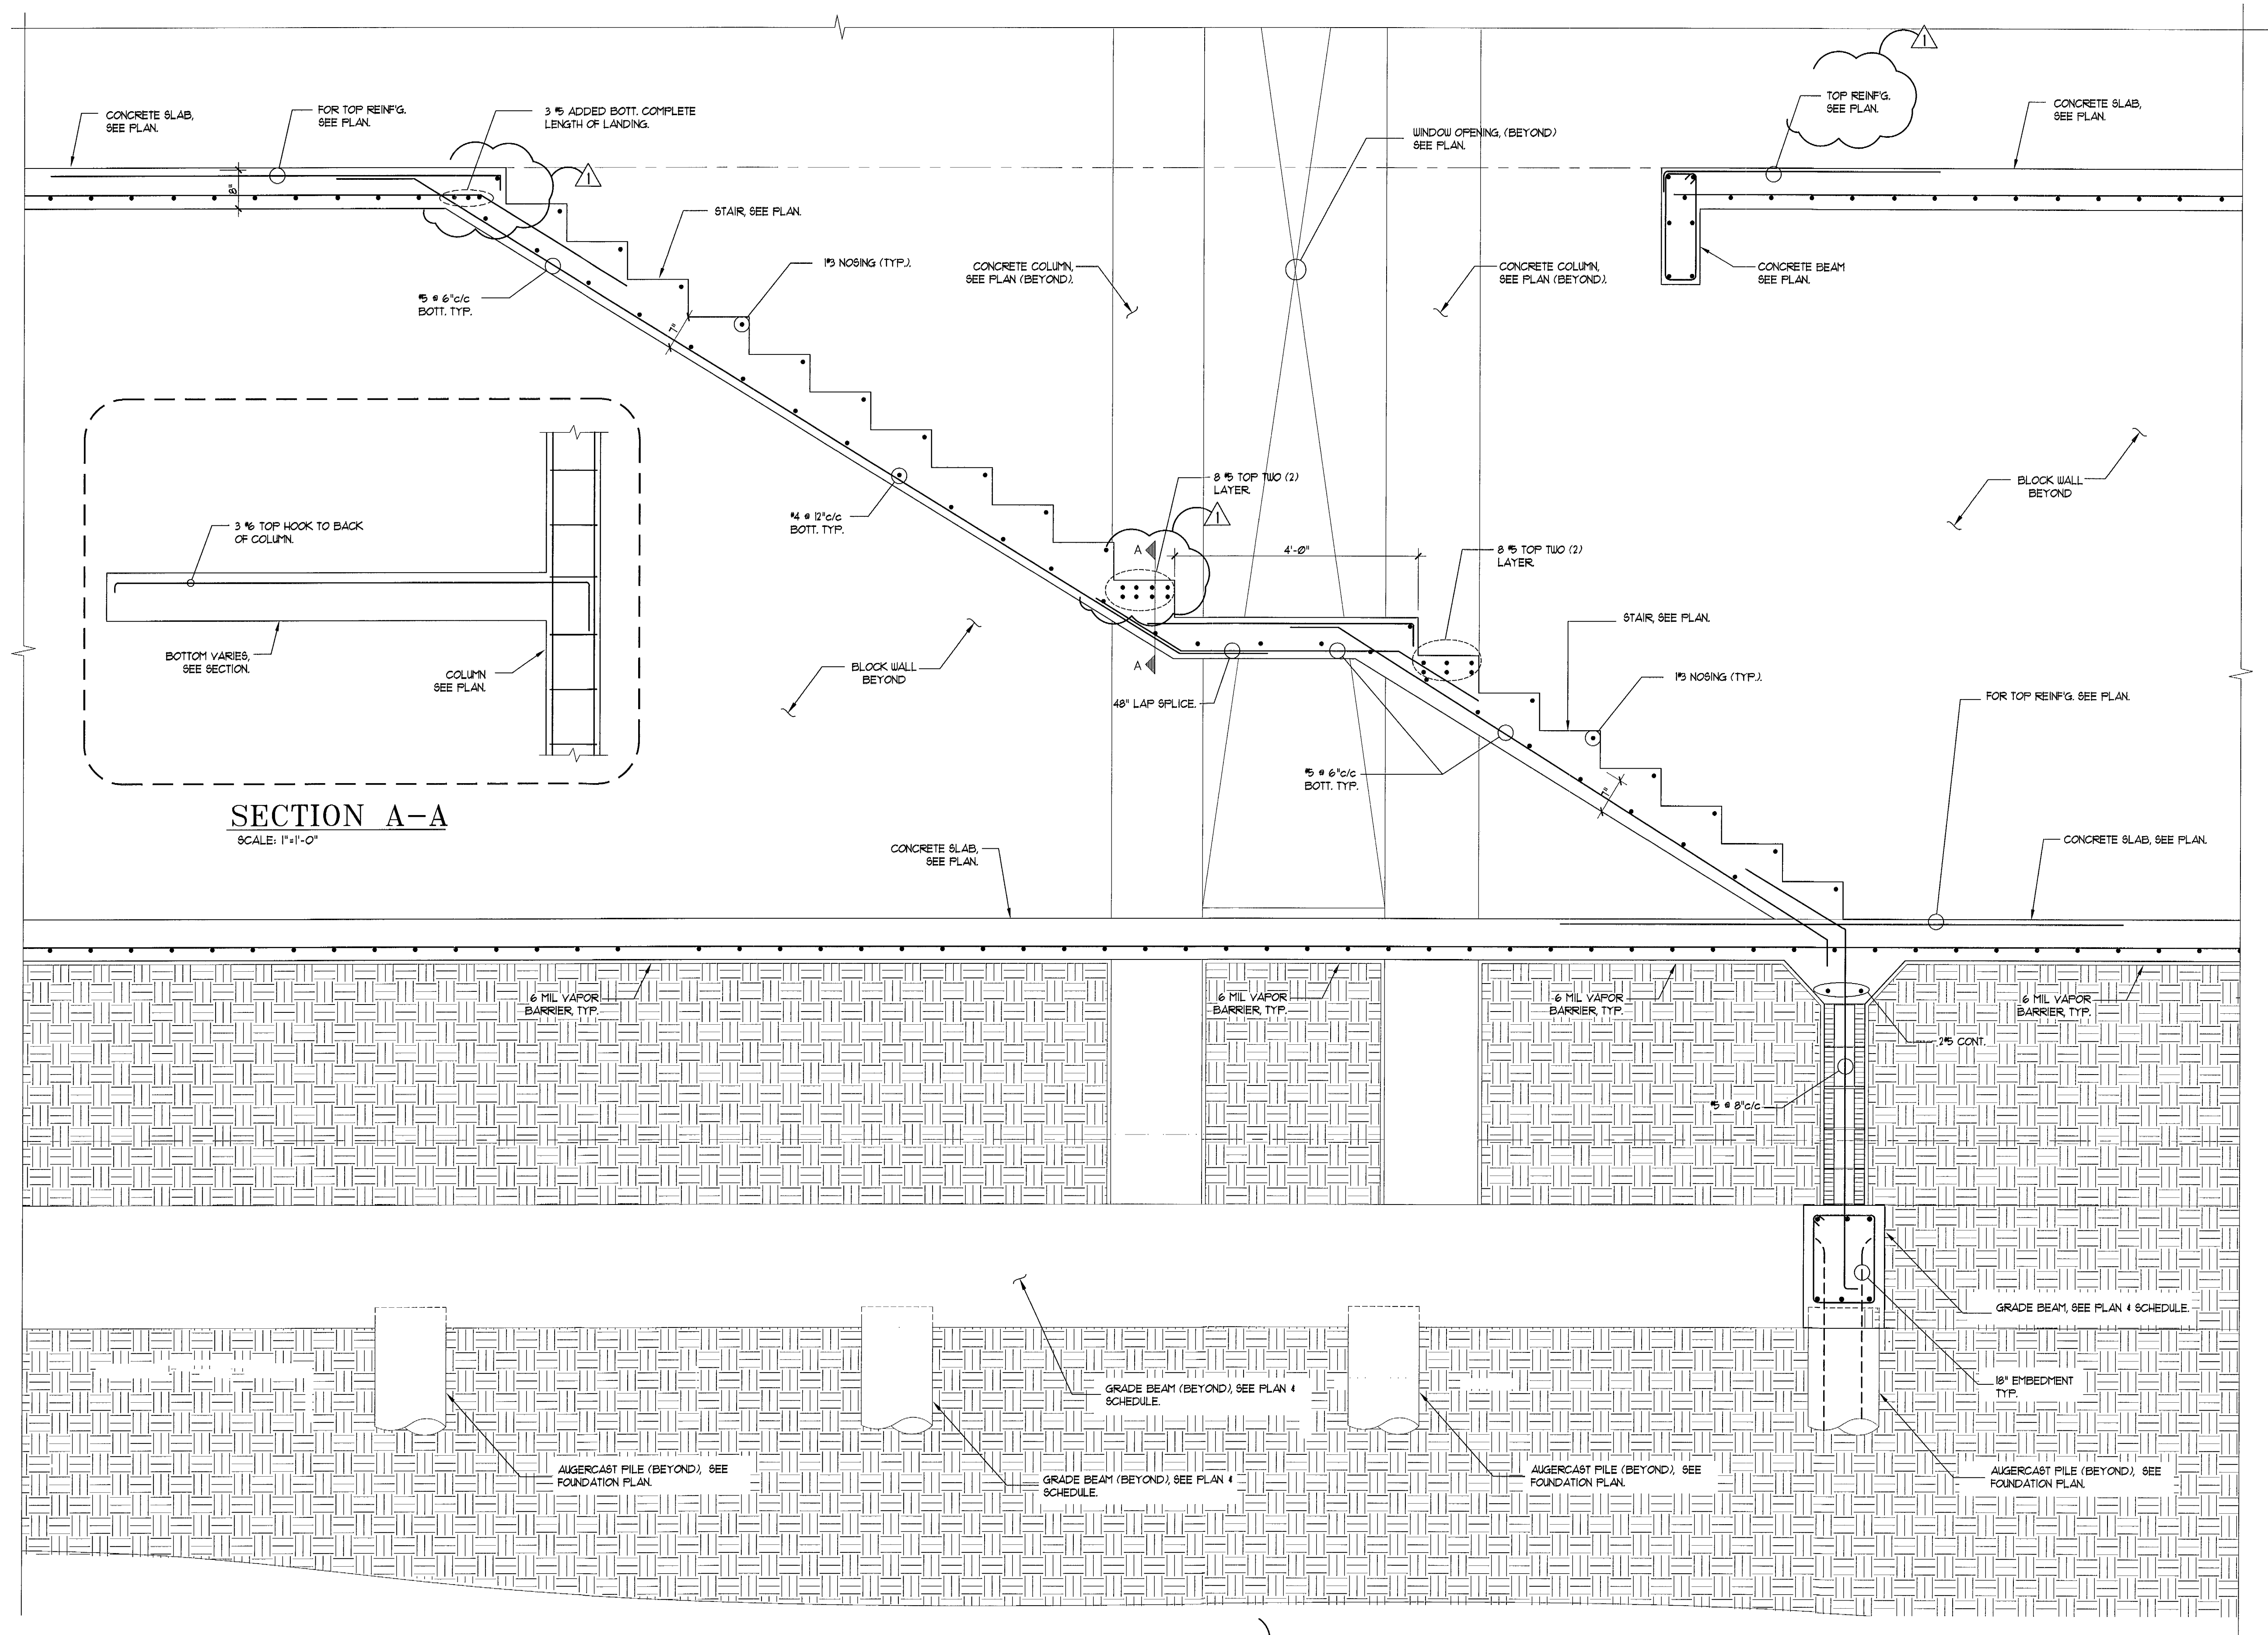 1
CONCRETE SLAB,
SEE PLAN.
FOR TOP REINF'G.
SEE PLAN.
3 #5 ADDED BOTT. COMPLETE
LENGTH OF LANDING.
TOP REINF'G.
SEE PLAN.
CONCRETE SLAB,
SEE PLAN.
WINDOW OPENING, (BEYOND)
SEE PLAN.
1
8"
STAIR, SEE PLAN.
1#3 NOSING (TYP.).
CONCRETE COLUMN,
SEE PLAN (BEYOND).
CONCRETE COLUMN,
SEE PLAN (BEYOND).
CONCRETE BEAM
SEE PLAN.
#5 @ 6"c/c
BOTT. TYP.
7"
8 #5 TOP TWO (2)
LAYER.
1
BLOCK WALL
BEYOND
#4 @ 12"c/c
BOTT. TYP.
3 #6 TOP HOOK TO BACK
OF COLUMN.
A
4'-0"
8 #5 TOP TWO (2)
LAYER.
STAIR, SEE PLAN.
BOTTOM VARIES,
SEE SECTION.
COLUMN
SEE PLAN.
BLOCK WALL
BEYOND
A
1#3 NOSING (TYP.).
48" LAP SPLICE.
FOR TOP REINF'G. SEE PLAN.
#5 @ 6"c/c
BOTT. TYP.
7"
SECTION A-A
SCALE: 1"=1'-0"
CONCRETE SLAB,
SEE PLAN.
CONCRETE SLAB, SEE PLAN.
6 MIL VAPOR
BARRIER, TYP.
6 MIL VAPOR
BARRIER, TYP.
6 MIL VAPOR
BARRIER, TYP.
6 MIL VAPOR
BARRIER, TYP.
2#5 CONT.
#5 @ 8"c/c
GRADE BEAM, SEE PLAN & SCHEDULE.
GRADE BEAM (BEYOND), SEE PLAN &
SCHEDULE.
18" EMBEDMENT
TYP.
AUGERCAST PILE (BEYOND), SEE
FOUNDATION PLAN.
GRADE BEAM (BEYOND), SEE PLAN &
SCHEDULE.
AUGERCAST PILE (BEYOND), SEE
FOUNDATION PLAN.
AUGERCAST PILE (BEYOND), SEE
FOUNDATION PLAN.